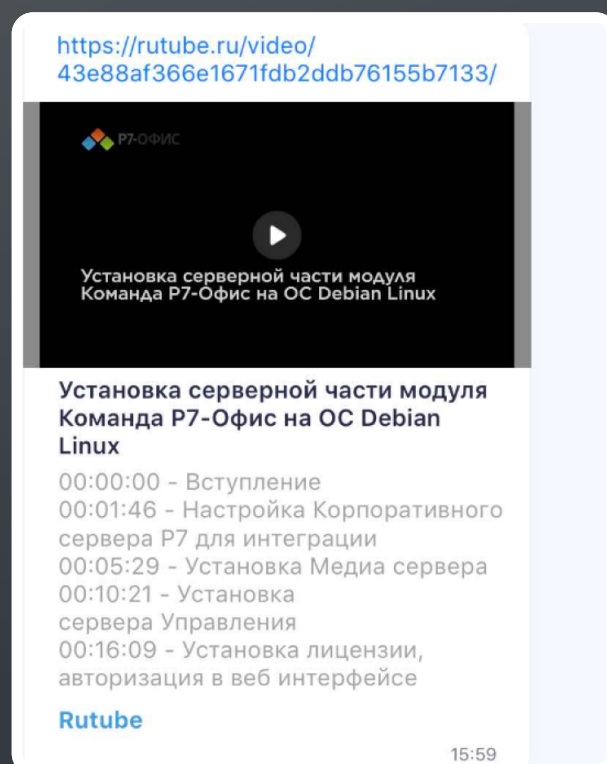 https://rutube.ru/video/
43e88af366e1671fdb2ddb76155b7133/
Р7-ОФИС
Установка серверной части модуля
Команда Р7-Офис на ОС Debian Linux
Установка серверной части модуля
Команда Р7-Офис на ОС Debian
Linux
00:00:00 - Вступление
00:01:46 - Настройка Корпоративного
сервера Р7 для интеграции
00:05:29 - Установка Медиа сервера
00:10:21 - Установка
сервера Управления
00:16:09 - Установка лицензии,
авторизация в веб интерфейсе
Rutube
15:59